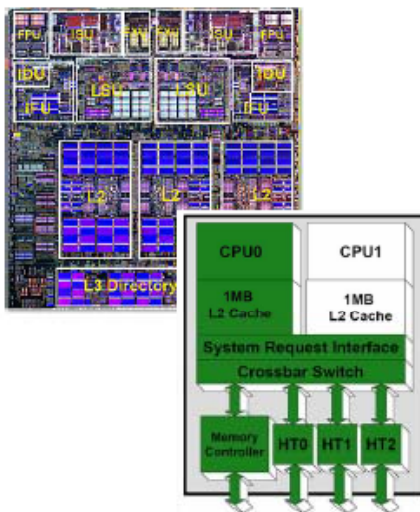 FPU ISU FXU FXU ISU FPU
IDU IDU
IFU LSU LSU IFU
L2 L2 L2
L3 Directory
CPU0 CPU1
1MB 1MB
L2 Cache L2 Cache
System Request Interface
Crossbar Switch
Memory
Controller HT0 HT1 HT2